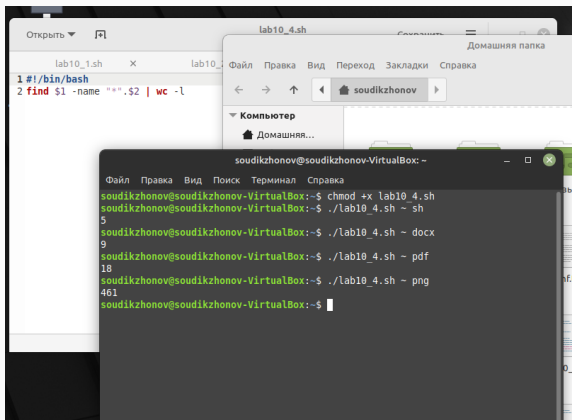 Открыть
lab10_4.sh
Сохранить
lab10_1.sh ×
lab10_
1 #!/bin/bash
2 find $1 -name "*".$2 | wc -l
Домашняя папка
Файл Правка Вид Переход Закладки Справка
soudikzhonov
Компьютер
Домашняя...
soudikzhonov@soudikzhonov-VirtualBox: ~
Файл Правка Вид Поиск Терминал Справка
soudikzhonov@soudikzhonov-VirtualBox:~$ chmod +x lab10_4.sh
soudikzhonov@soudikzhonov-VirtualBox:~$ ./lab10_4.sh ~ sh
5
soudikzhonov@soudikzhonov-VirtualBox:~$ ./lab10_4.sh ~ docx
9
soudikzhonov@soudikzhonov-VirtualBox:~$ ./lab10_4.sh ~ pdf
18
soudikzhonov@soudikzhonov-VirtualBox:~$ ./lab10_4.sh ~ png
461
soudikzhonov@soudikzhonov-VirtualBox:~$